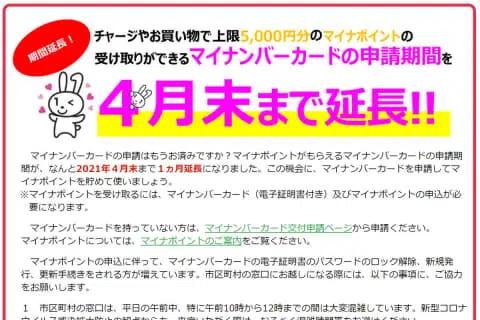 期間延長！
チャージやお買い物で上限5,000円分のマイナポイントの
受け取りができるマイナンバーカードの申請期間を
４月末まで延長!!
マイナンバーカードの申請はもうお済みですか？マイナポイントがもらえるマイナンバーカードの申請期
間が、なんと2021年４月末まで１ヵ月延長になりました。この機会に、マイナンバーカードを申請してマ
イナポイントを貯めて使いましょう。
※マイナポイントを受け取るには、マイナンバーカード（電子証明書付き）及びマイナポイントの申込が必
要になります。
マイナンバーカードを持っていない方は、マイナンバーカード交付申請ページから申請ください。
マイナポイントについては、マイナポイントのご案内をご覧ください。
マイナポイントの申込に伴って、マイナンバーカードの電子証明書のパスワードのロック解除、新規発
行、更新手続きをされる方が増えています。市区町村の窓口にお越しになる際には、以下の事項に、ご協力
をお願いします。
１　市区町村の窓口は、平日の午前中、特に午前10時から12時までの間は大変混雑しています。新型コロナ